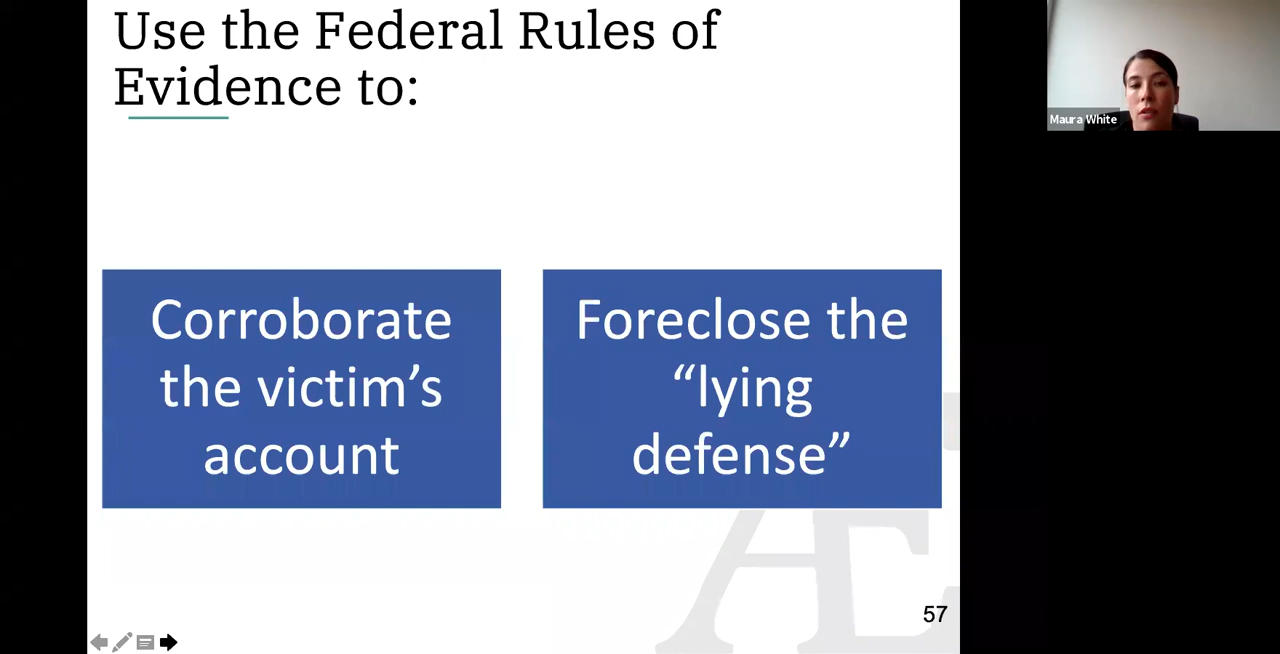 Use the Federal Rules of
Evidence to:
Maura White
Corroborate
the victim’s
account
Foreclose the
“lying
defense”
Æ
57